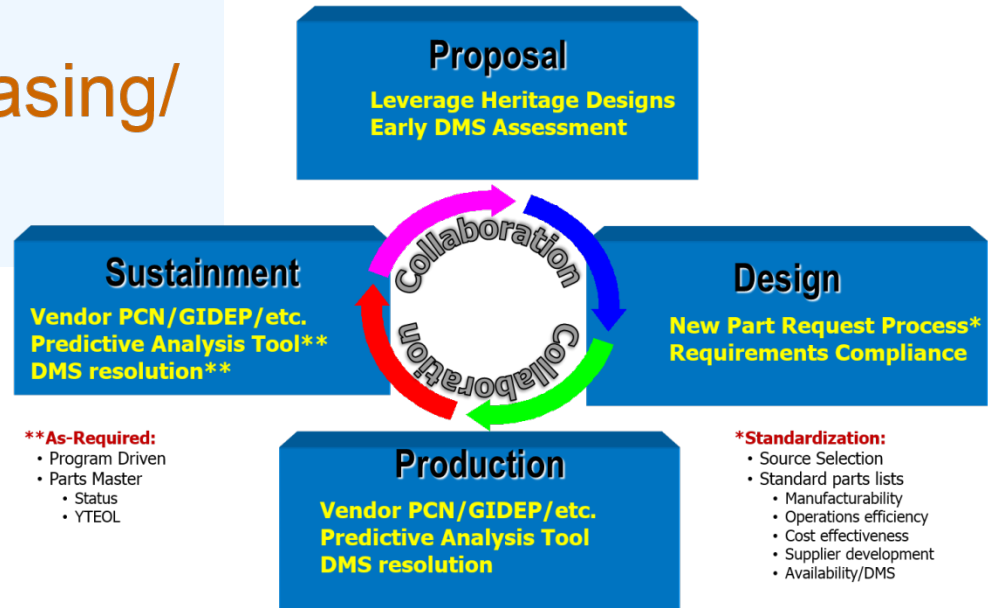 asing/
Proposal
Leverage Heritage Designs
Early DMS Assessment
Collaboration
Collaboration
Sustainment
Vendor PCN/GIDEP/etc.
Predictive Analysis Tool**
DMS resolution**
Design
New Part Request Process*
Requirements Compliance
**As-Required:
• Program Driven
• Parts Master
• Status
• YTEOL
Production
Vendor PCN/GIDEP/etc.
Predictive Analysis Tool
DMS resolution
*Standardization:
• Source Selection
• Standard parts lists
• Manufacturability
• Operations efficiency
• Cost effectiveness
• Supplier development
• Availability/DMS